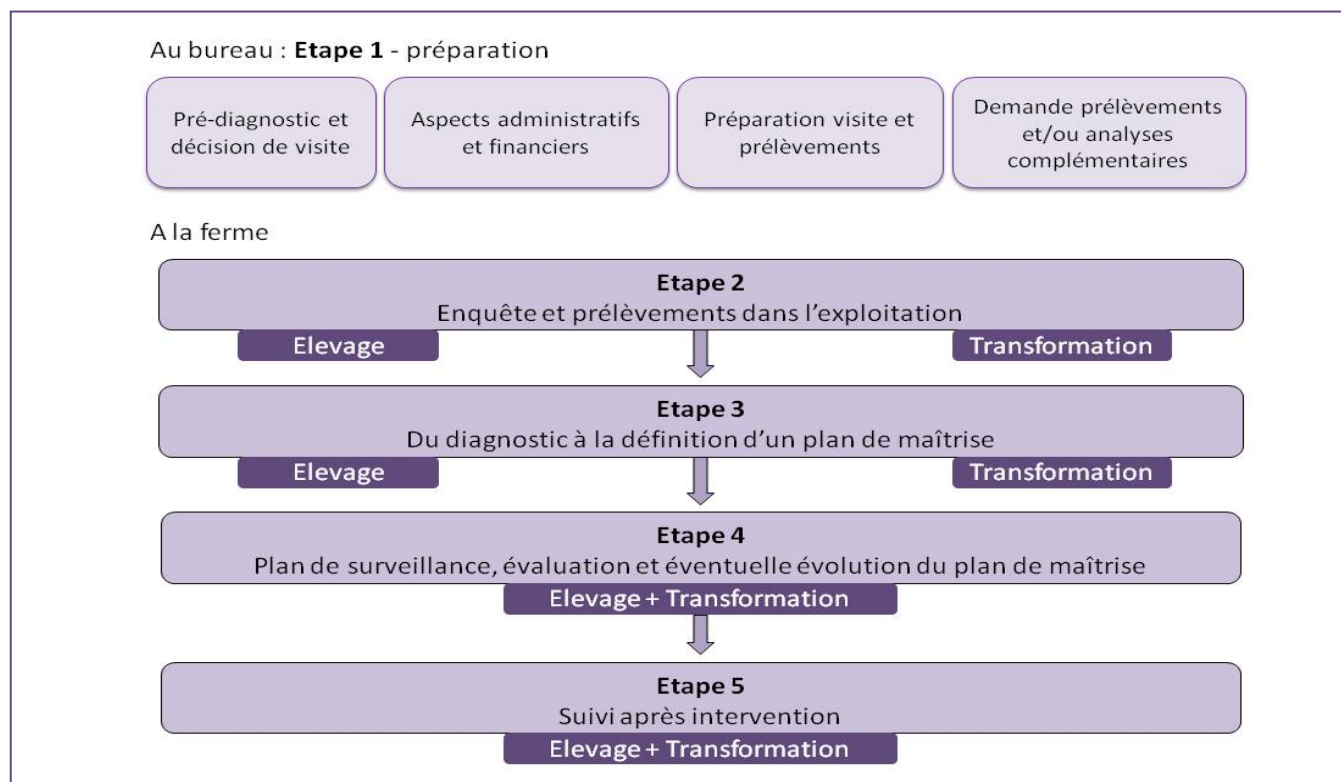 Au bureau : Etape 1 - préparation
Pré-diagnostic et
décision de visite
Aspects administratifs
et financiers
Préparation visite et
prélèvements
Demande prélèvements
et/ou analyses
complémentaires
A la ferme
Etape 2
Enquête et prélèvements dans l'exploitation
Elevage
Transformation
Etape 3
Du diagnostic à la définition d'un plan de maîtrise
Elevage
Transformation
Etape 4
Plan de surveillance, évaluation et éventuelle évolution du plan de maîtrise
Elevage + Transformation
Etape 5
Suivi après intervention
Elevage + Transformation